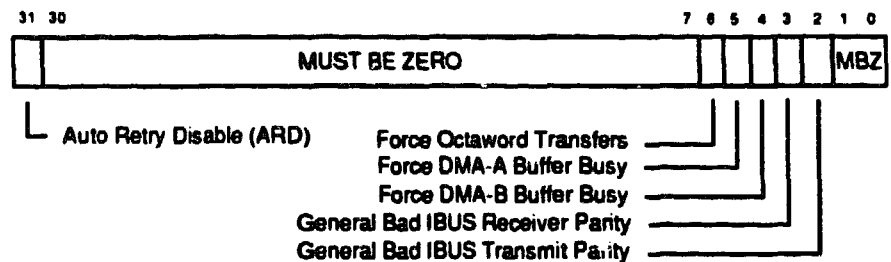 31 30 7 6 5 4 3 2 1 0
MUST BE ZERO MBZ
Auto Retry Disable (ARD)
Force Octaword Transfers
Force DMA-A Buffer Busy
Force DMA-B Buffer Busy
General Bad IBUS Receiver Parity
General Bad IBUS Transmit Parity